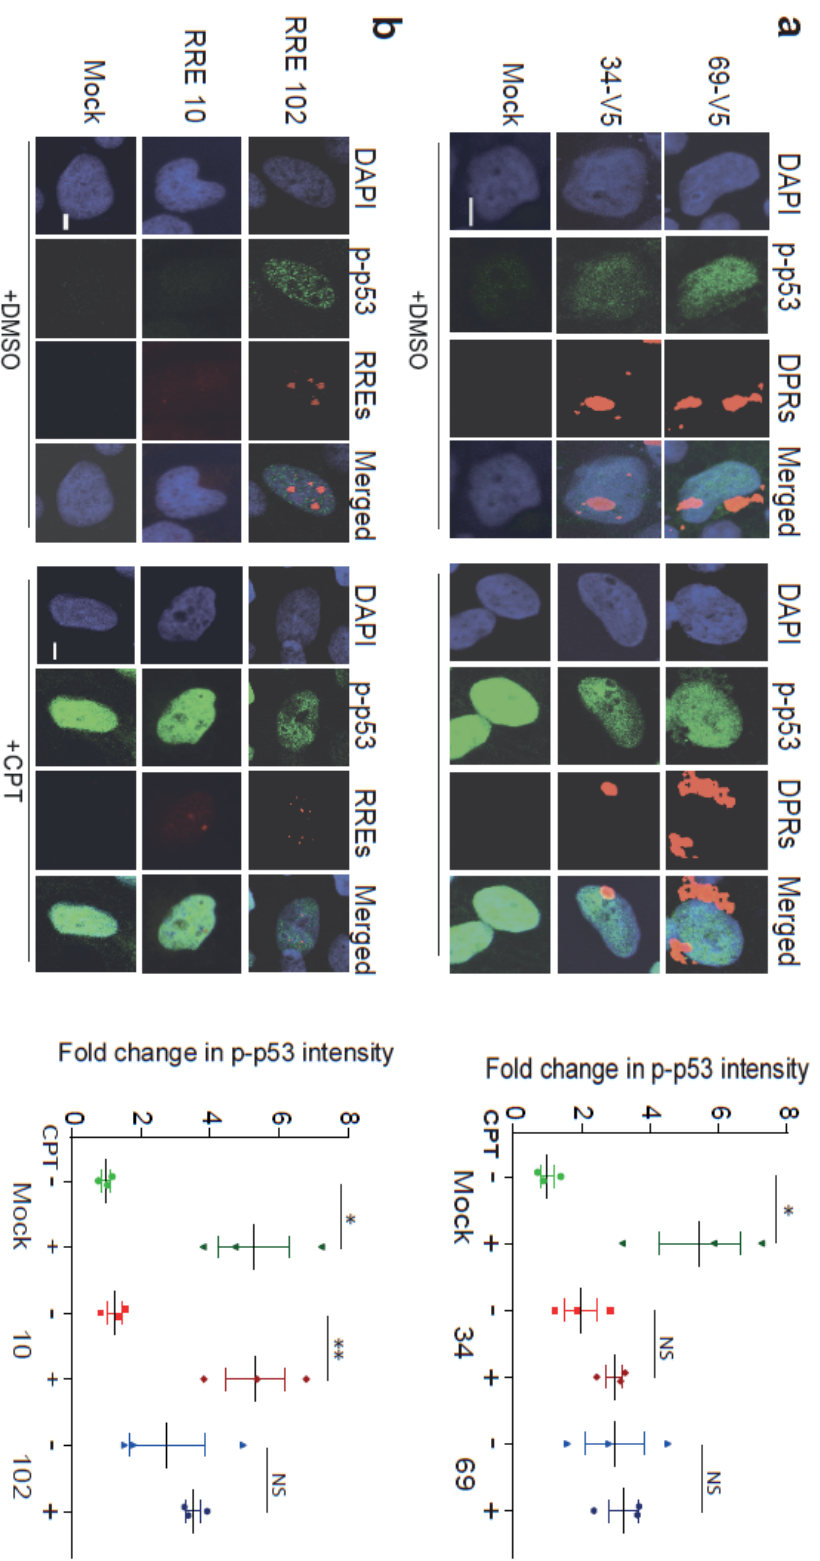 a
DAPI p-p53 DPRs Merged DAPI p-p53 DPRs Merged
69-V5
34-V5
Mock
+DMSO
Fold change in p-p53 intensity
8
6
4
2
0
*
NS
NS
CPT - + - + - +
Mock 34 69
b
DAPI p-p53 RREs Merged DAPI p-p53 RREs Merged
RRE 102
RRE 10
Mock
+DMSO +CPT
Fold change in p-p53 intensity
8
6
4
2
0
*
**
NS
CPT - + - + - +
Mock 10 102